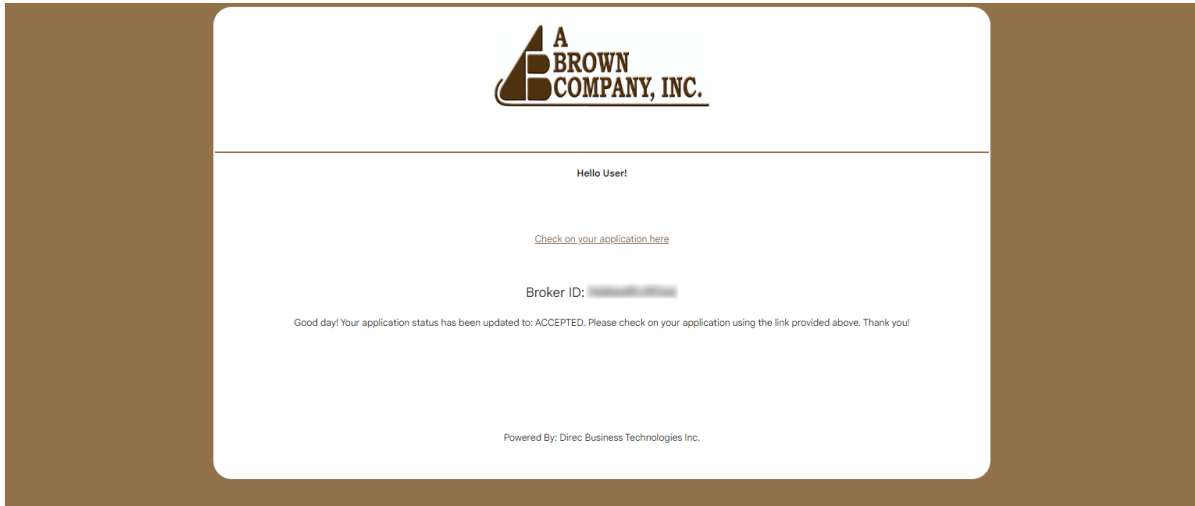 A
BROWN
COMPANY, INC.
Hello User!
Check on your application here
Broker ID:
Good day! Your application status has been updated to: ACCEPTED. Please check on your application using the link provided above. Thank you!
Powered By: Direc Business Technologies Inc.